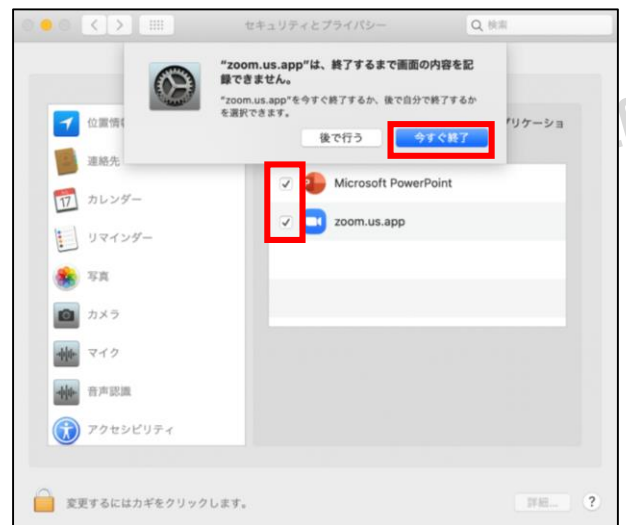 セキュリティとプライバシー
検索
"zoom.us.app"は、終了するまで画面の内容を記
録できません。
"zoom.us.app"を今すぐ終了するか、後で自分で終了するか
を選択できます。
後で行う
今すぐ終了
位置情
プリケーショ
連絡先
17
カレンダー
リマインダー
写真
カメラ
マイク
音声認識
アクセシビリティ
Microsoft PowerPoint
zoom.us.app
変更するにはカギをクリックします。
詳細...
?